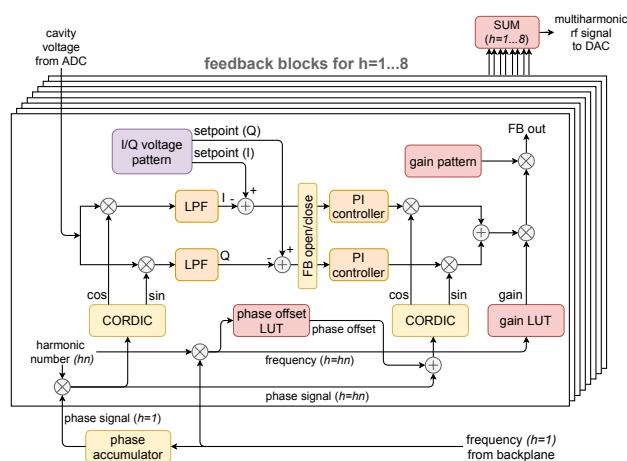 cavity
voltage
from ADC
feedback blocks for h=1...8
SUM
(h=1...8)
multiharmonic
rf signal
to DAC
I/Q voltage
pattern
setpoint (Q)
setpoint (I)
FB out
gain pattern
LPF
I
-
+
FB open/close
PI
controller
LPF
Q
-
+
PI
controller
cos
sin
cos
sin
gain
CORDIC
phase offset
LUT
phase offset
CORDIC
gain LUT
harmonic
number (hn)
frequency (h=hn)
phase signal (h=hn)
phase signal (h=1)
phase
accumulator
frequency (h=1)
from backplane